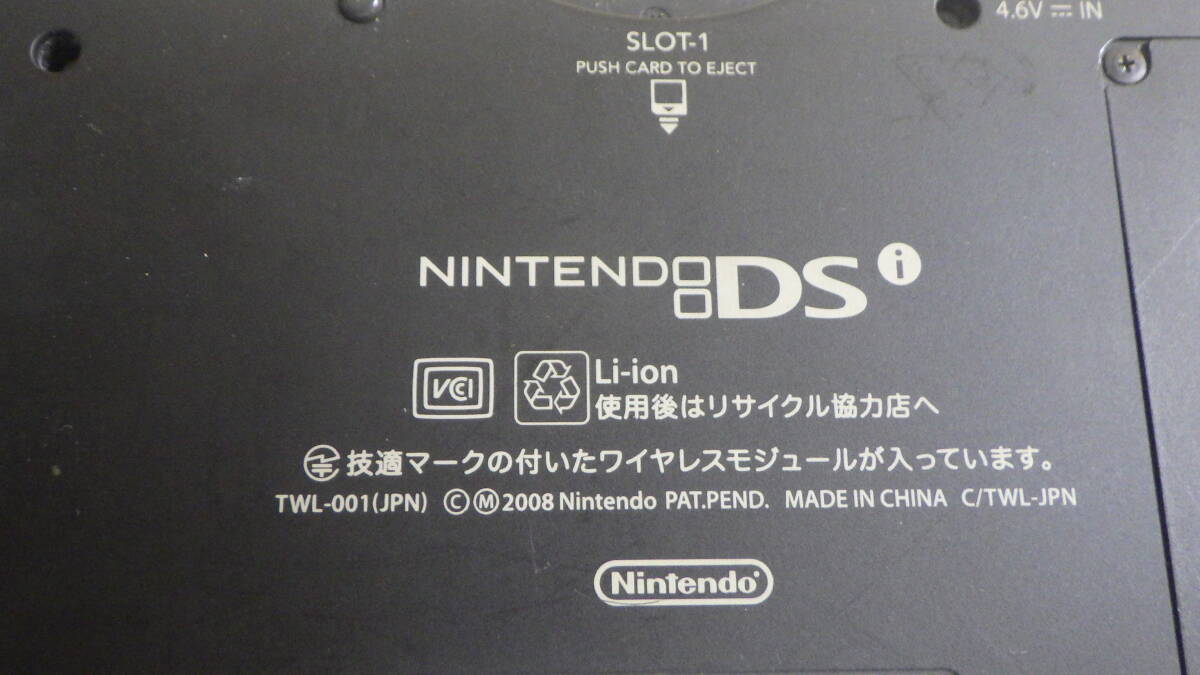 4.6V ⎓ IN
SLOT-1
PUSH CARD TO EJECT
NINTENDO DSi
VCCI
Li-ion
使用後はリサイクル協力店へ
技適マークの付いたワイヤレスモジュールが入っています。
TWL-001(JPN) ©Ⓜ2008 Nintendo PAT.PEND. MADE IN CHINA C/TWL-JPN
Nintendo®